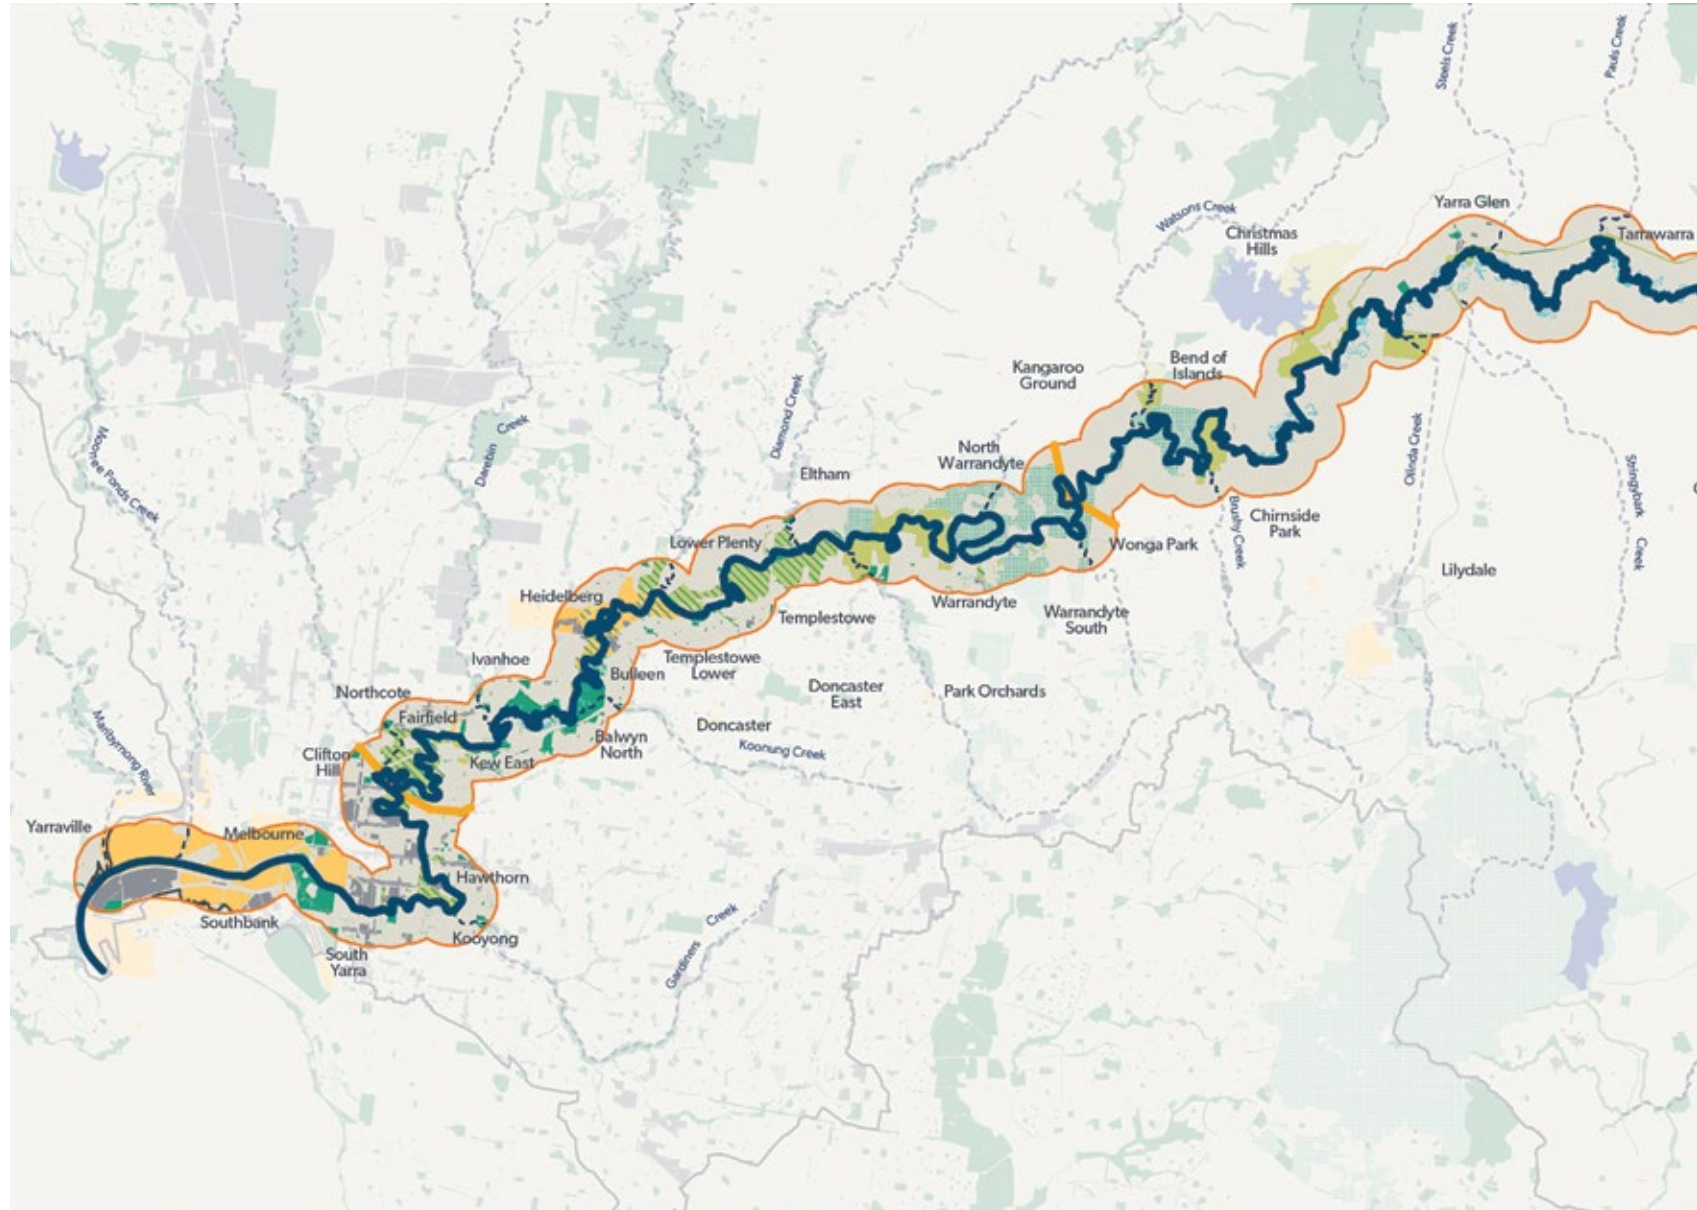 Steels Creek
Pauls Creek
Yarra Glen
Watsons Creek
Christmas
Hills
Tarrawarra
Kangaroo
Ground
Bend of
Islands
Diamond Creek
Darebin Creek
Moonee Ponds Creek
North
Warrandyte
Eltham
Olinda Creek
Stringybark Creek
Brushy Creek
Chirnside
Park
Lower Plenty
Wonga Park
Lilydale
Heidelberg
Warrandyte
Templestowe
Warrandyte
South
Ivanhoe
Templestowe
Lower
Bulleen
Doncaster
East
Park Orchards
Northcote
Fairfield
Maribyrnong River
Doncaster
Balwyn
North
Koonung Creek
Clifton
Hill
Kew East
Yarraville
Melbourne
Hawthorn
Southbank
Kooyong
Gardiners Creek
South
Yarra